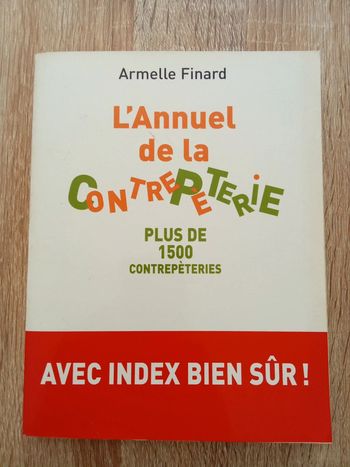 Armelle Finard
L'Annuel
de la
CONTREPETERIE
PLUS DE
1500
CONTREPÈTERIES
AVEC INDEX BIEN SÛR !